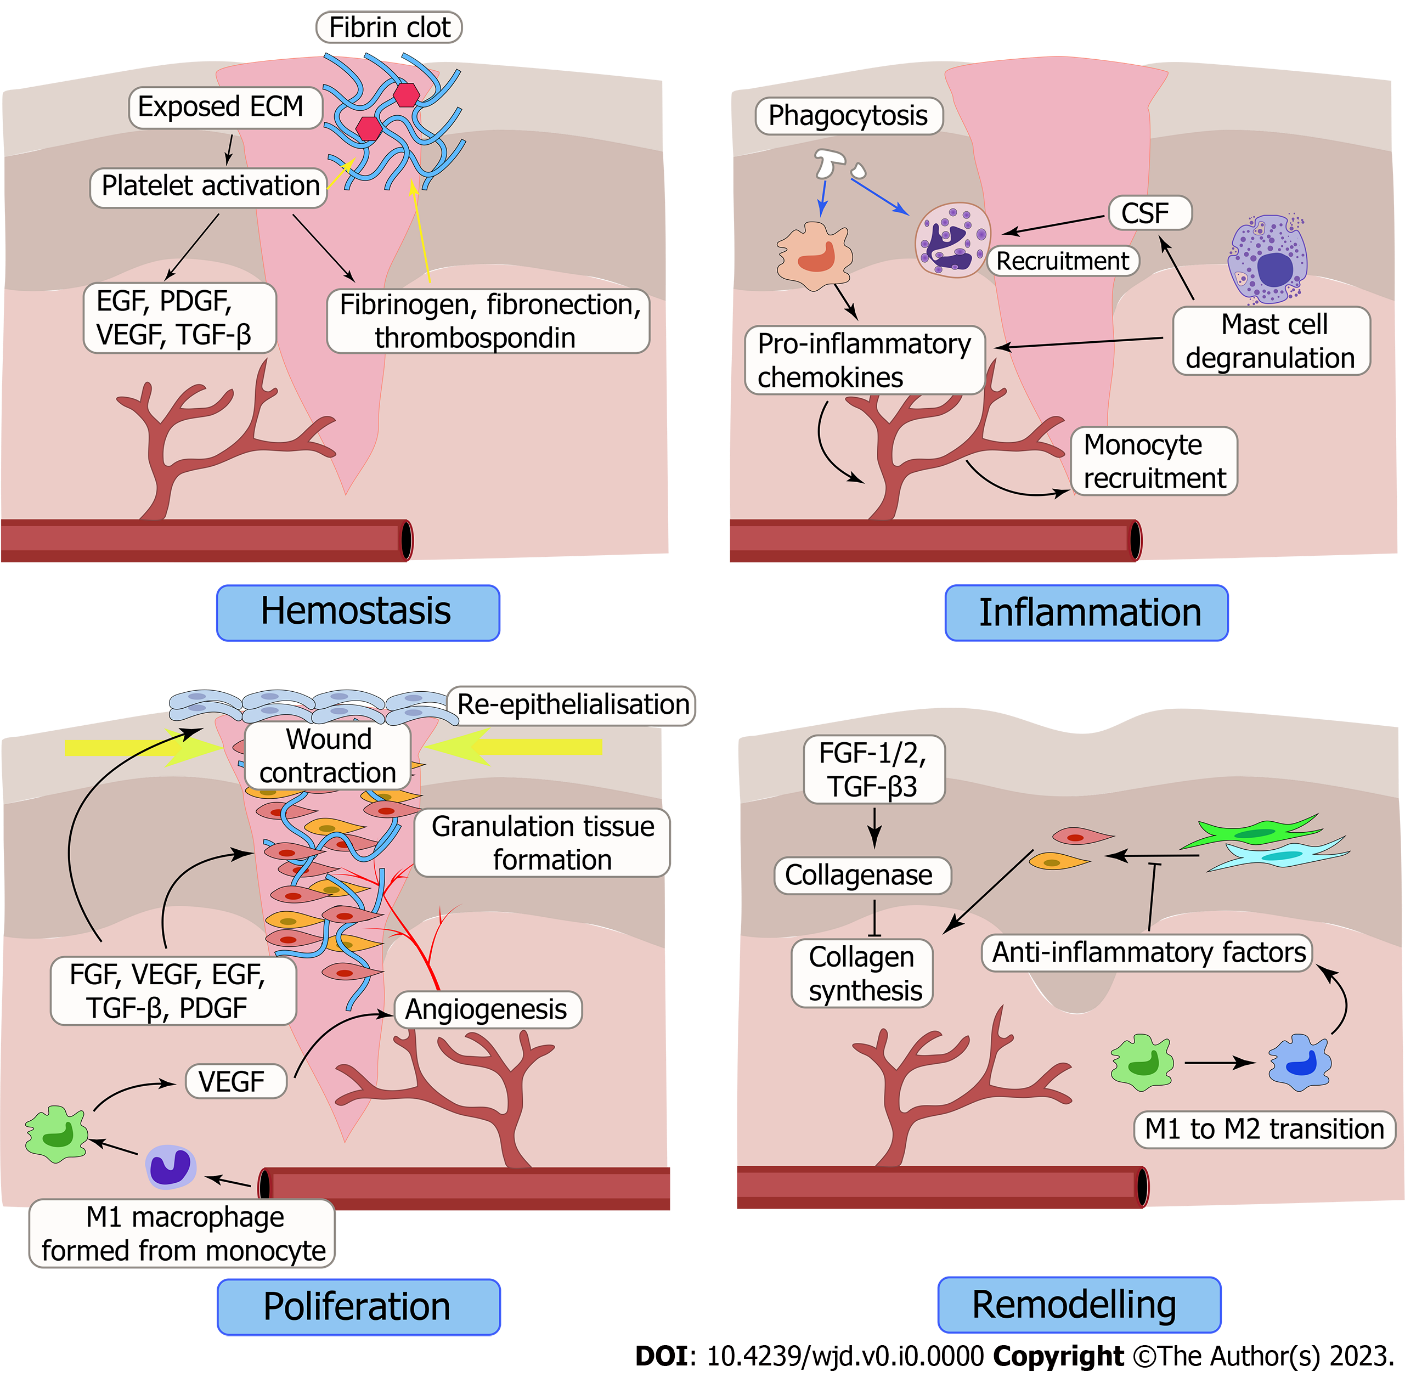 Fibrin clot
Exposed ECM
Platelet activation
EGF, PDGF,
VEGF, TGF-β
Fibrinogen, fibronection,
thrombospondin
Hemostasis
Phagocytosis
CSF
Recruitment
Mast cell
degranulation
Pro-inflammatory
chemokines
Monocyte
recruitment
Inflammation
Re-epithelialisation
Wound
contraction
Granulation tissue
formation
FGF, VEGF, EGF,
TGF-β, PDGF
Angiogenesis
VEGF
M1 macrophage
formed from monocyte
Poliferation
FGF-1/2,
TGF-β3
Collagenase
Collagen
synthesis
Anti-inflammatory factors
M1 to M2 transition
Remodelling
DOI: 10.4239/wjd.v0.i0.0000 Copyright ©The Author(s) 2023.